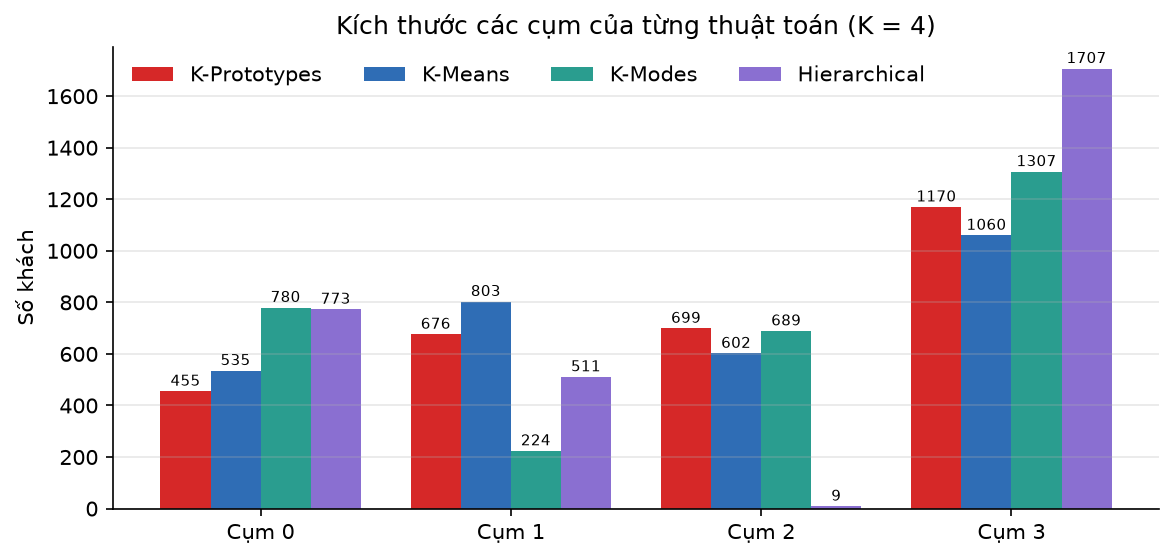 Kích thước các cụm của từng thuật toán (K = 4)
K-Prototypes K-Means K-Modes Hierarchical
Số khách
1600
1400
1200
1000
800
600
400
200
0
455 535 780 773
676 803 224 511
699 602 689 9
1170 1060 1307 1707
Cụm 0 Cụm 1 Cụm 2 Cụm 3